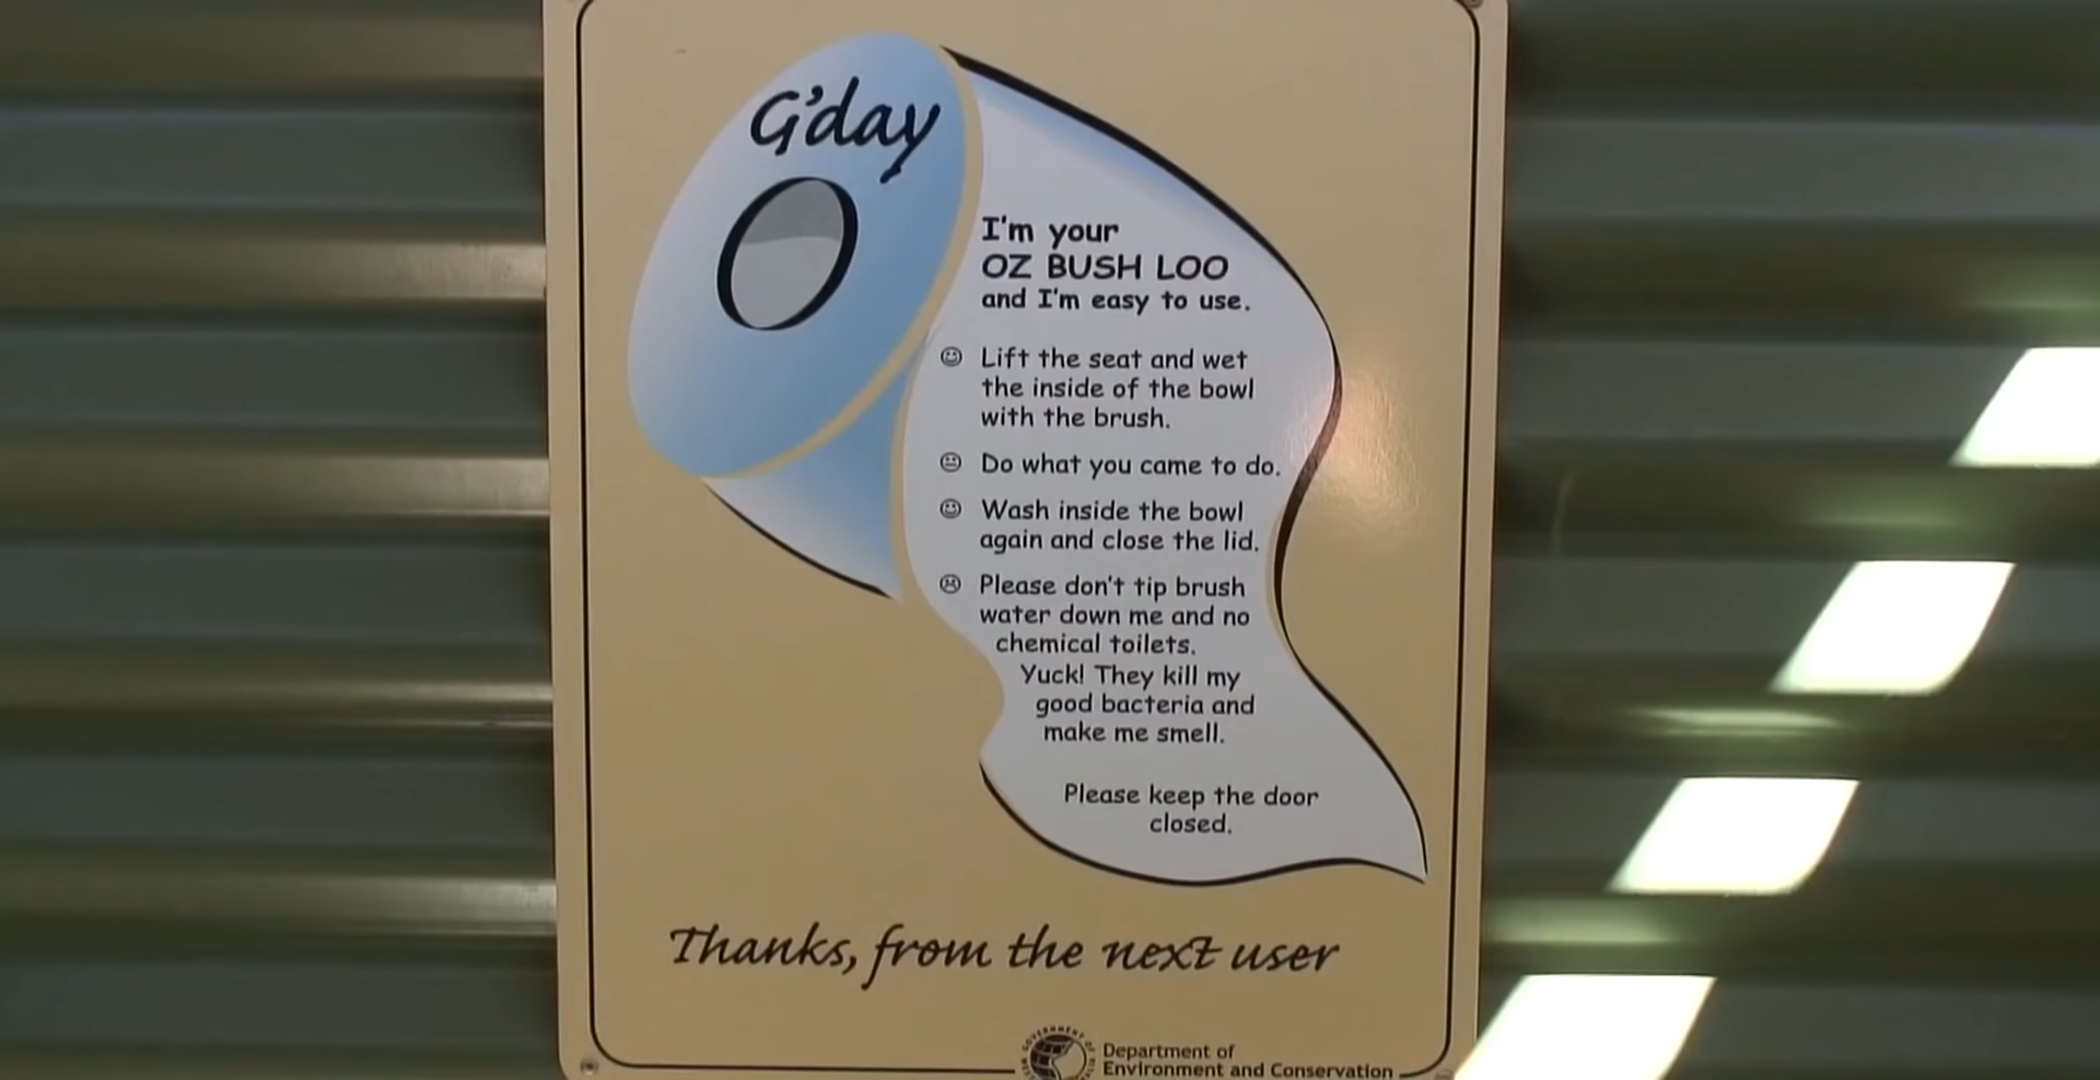 G'day
I'm your
OZ BUSH LOO
and I'm easy to use.
Lift the seat and wet
the inside of the bowl
with the brush.
Do what you came to do.
Wash inside the bowl
again and close the lid.
Please don't tip brush
water down me and no
chemical toilets.
Yuck! They kill my
good bacteria and
make me smell.
Please keep the door
closed.
Thanks, from the next user
Department of
Environment and Conservation